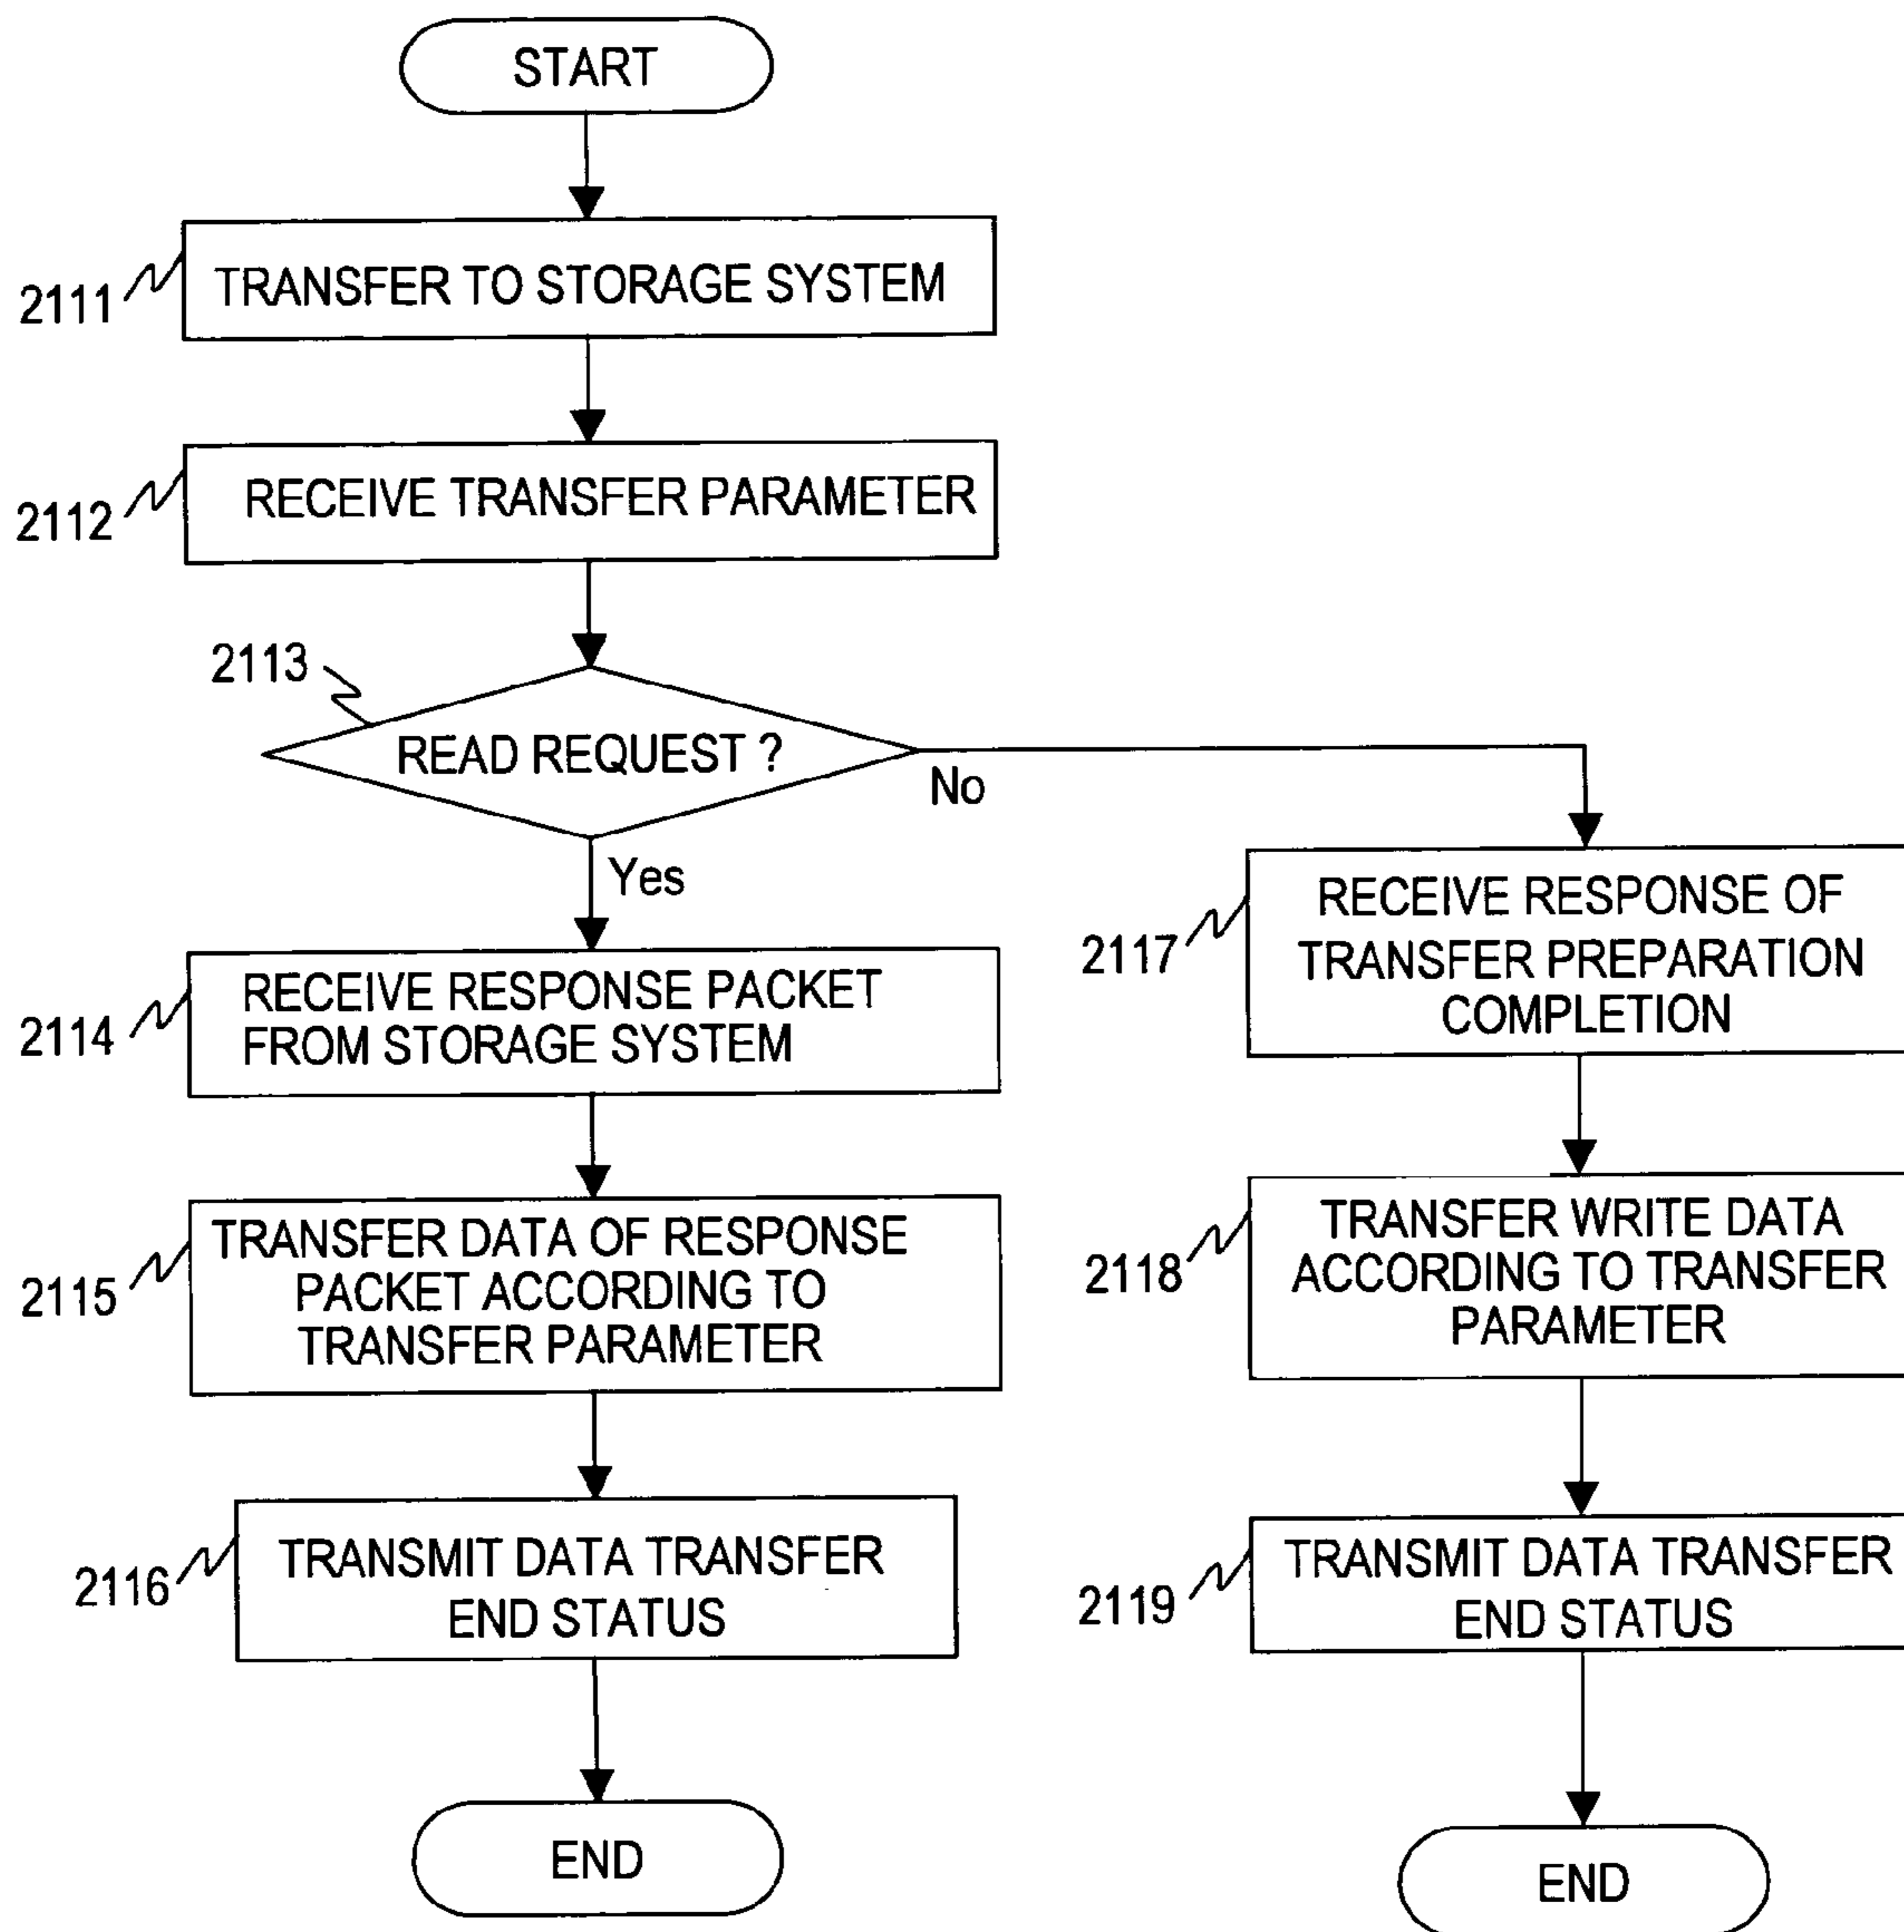 START
2111
TRANSFER TO STORAGE SYSTEM
2112
RECEIVE TRANSFER PARAMETER
2113
READ REQUEST ?
No
Yes
2114
RECEIVE RESPONSE PACKET
FROM STORAGE SYSTEM
2115
TRANSFER DATA OF RESPONSE
PACKET ACCORDING TO
TRANSFER PARAMETER
2116
TRANSMIT DATA TRANSFER
END STATUS
END
2117
RECEIVE RESPONSE OF
TRANSFER PREPARATION
COMPLETION
2118
TRANSFER WRITE DATA
ACCORDING TO TRANSFER
PARAMETER
2119
TRANSMIT DATA TRANSFER
END STATUS
END